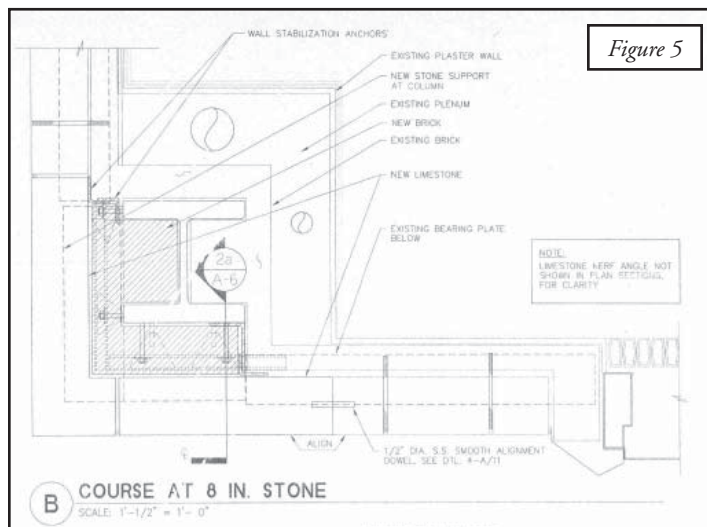 Figure 5
WALL STABILIZATION ANCHORS
EXISTING PLASTER WALL
NEW STONE SUPPORT
AT COLUMN
EXISTING PLENUM
NEW BRICK
EXISTING BRICK
NEW LIMESTONE
EXISTING BEARING PLATE
BELOW
2a
A-6
NOTE:
LIMESTONE KERF ANGLE NOT
SHOWN IN PLAN SECTIONS,
FOR CLARITY
ALIGN
1/2" DIA. S.S. SMOOTH ALIGNMENT
DOWEL, SEE DTL. 4-A/11
B
COURSE AT 8 IN. STONE
SCALE: 1'-1/2" = 1'- 0"